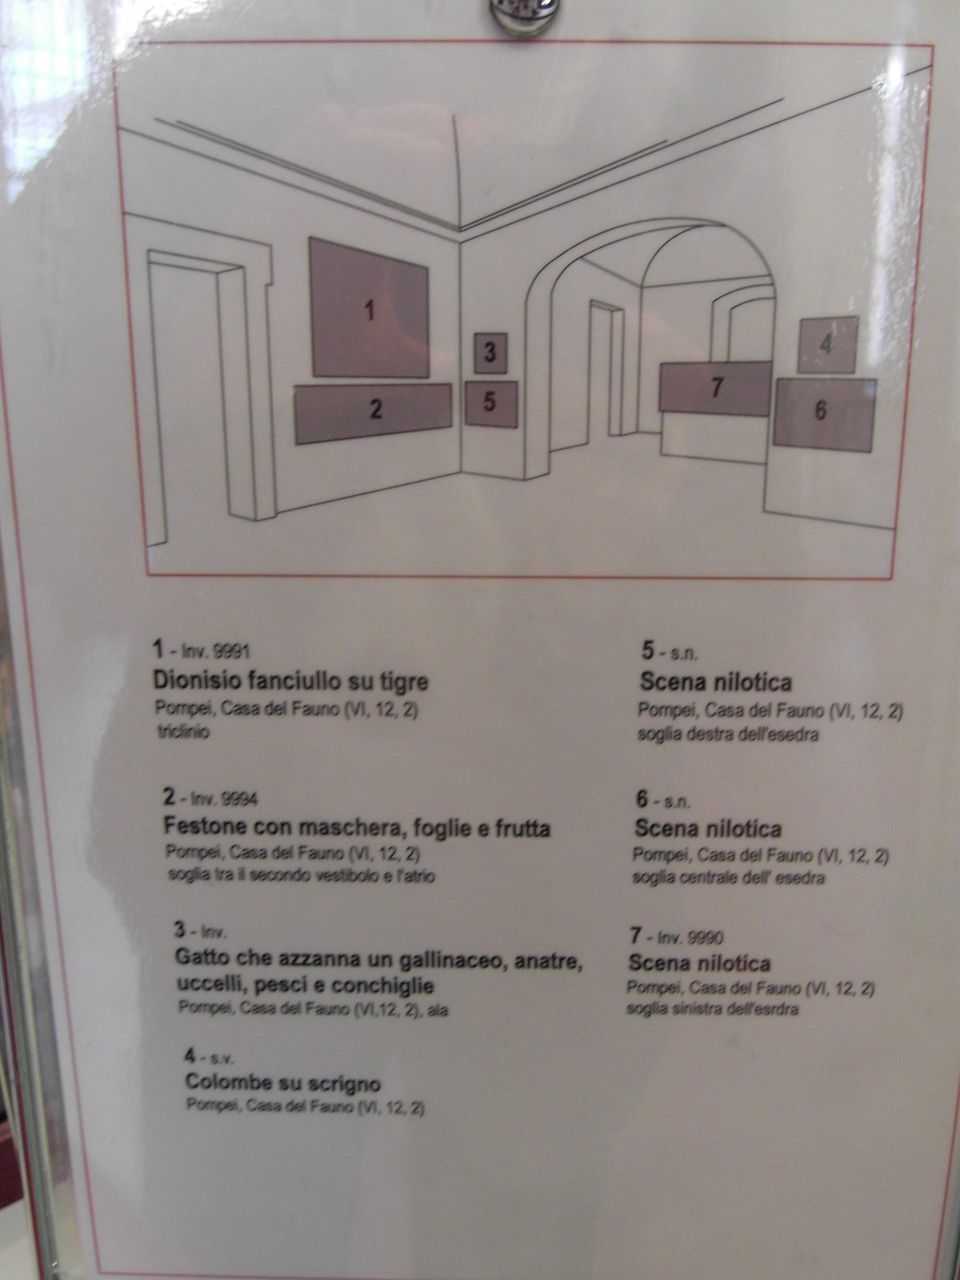 1
2
3
5
7
4
6
1 - Inv. 9991
Dionisio fanciullo su tigre
Pompei, Casa del Fauno (VI, 12, 2)
triclinio
2 - Inv. 9994
Festone con maschera, foglie e frutta
Pompei, Casa del Fauno (VI, 12, 2)
soglia tra il secondo vestibolo e l'atrio
3 - Inv.
Gatto che azzanna un gallinaceo, anatre,
uccelli, pesci e conchiglie
Pompei, Casa del Fauno (VI,12, 2), ala
4 - s.v.
Colombe su scrigno
Pompei, Casa del Fauno (VI, 12, 2)
5 - s.n.
Scena nilotica
Pompei, Casa del Fauno (VI, 12, 2)
soglia destra dell'esedra
6 - s.n.
Scena nilotica
Pompei, Casa del Fauno (VI, 12, 2)
soglia centrale dell' esedra
7 - Inv. 9990
Scena nilotica
Pompei, Casa del Fauno (VI, 12, 2)
soglia sinistra dell'esrdra